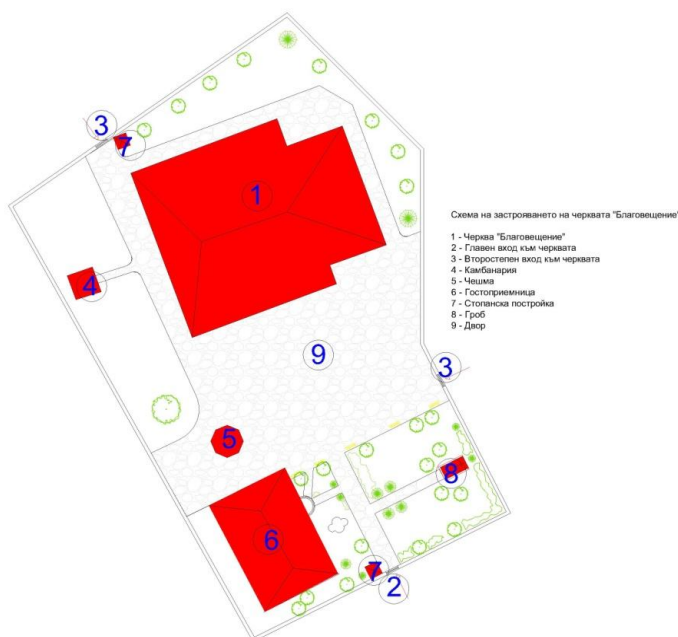 3
7
1
4
9
3
5
8
6
7
2
Схема на застрояването на черквата "Благовещение"
1 - Черква "Благовещение"
2 - Главен вход към черквата
3 - Второстепен вход към черквата
4 - Камбанария
5 - Чешма
6 - Гостоприемница
7 - Стопанска постройка
8 - Гроб
9 - Двор